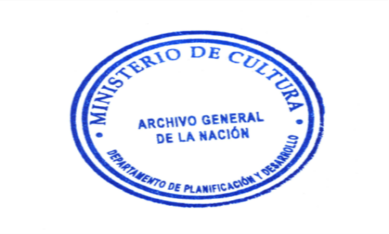 MINISTERIO DE CULTURA
ARCHIVO GENERAL
DE LA NACIÓN
DEPARTAMENTO DE PLANIFICACIÓN Y DESARROLLO